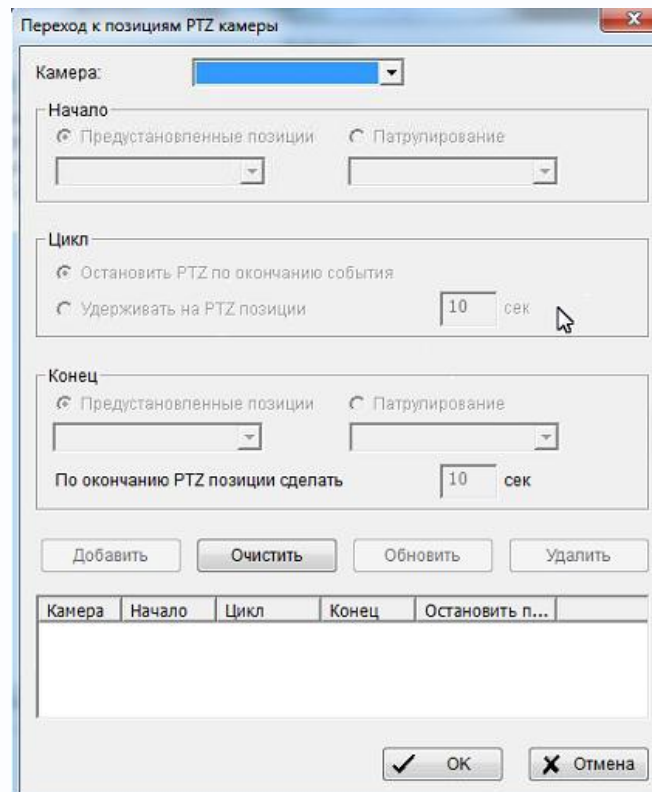 Переход к позициям PTZ камеры
Камера:
Начало
Предустановленные позиции Патрулирование
Цикл
Остановить PTZ по окончанию события
Удерживать на PTZ позиции 10 сек
Конец
Предустановленные позиции Патрулирование
По окончанию PTZ позиции сделать 10 сек
Добавить Очистить Обновить Удалить
Камера Начало Цикл Конец Остановить п...
OK Отмена